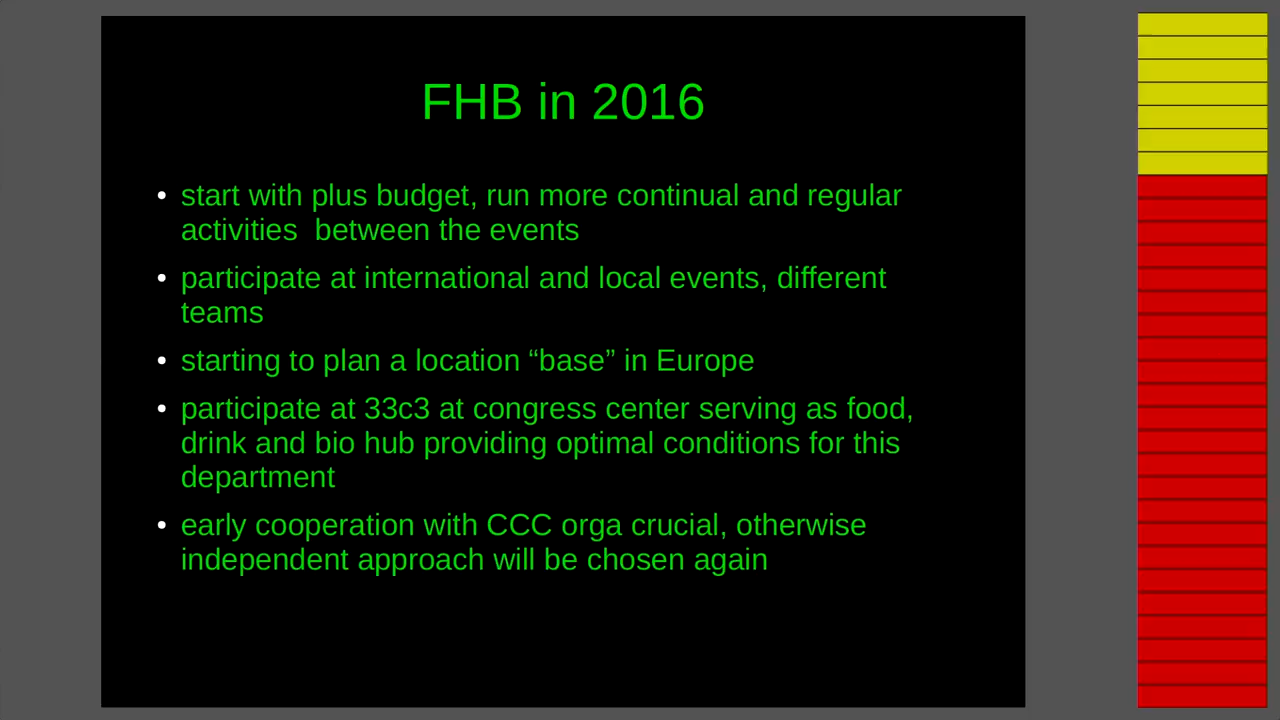 FHB in 2016
• start with plus budget, run more continual and regular
activities  between the events
• participate at international and local events, different
teams
• starting to plan a location “base” in Europe
• participate at 33c3 at congress center serving as food,
drink and bio hub providing optimal conditions for this
department
• early cooperation with CCC orga crucial, otherwise
independent approach will be chosen again